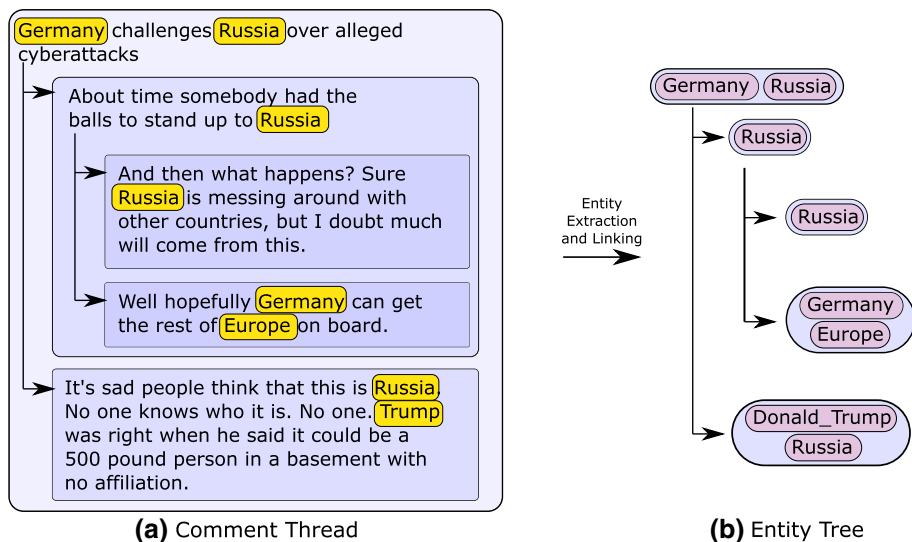 Germany challenges Russia over alleged
cyberattacks
About time somebody had the
balls to stand up to Russia
And then what happens? Sure
Russia is messing around with
other countries, but I doubt much
will come from this.
Well hopefully Germany can get
the rest of Europe on board.
It's sad people think that this is Russia.
No one knows who it is. No one. Trump
was right when he said it could be a
500 pound person in a basement with
no affiliation.
(a) Comment Thread
Entity
Extraction
and Linking
Germany Russia
Russia
Russia
Germany
Europe
Donald_Trump
Russia
(b) Entity Tree